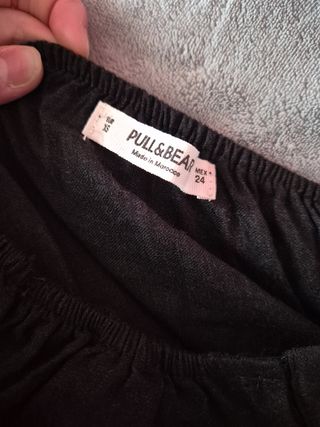 EUR
XS
PULL&BEAR
Made in Morocco
MEX
24